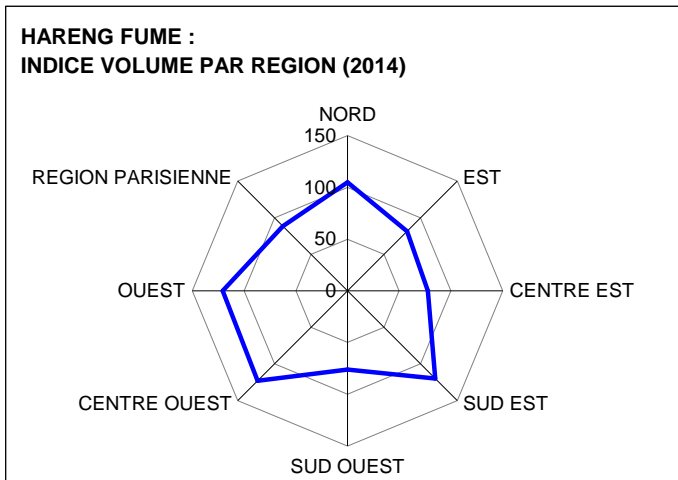 HARENG FUME :
INDICE VOLUME PAR REGION (2014)
NORD
150
REGION PARISIENNE
EST
100
50
OUEST
0
CENTRE EST
CENTRE OUEST
SUD EST
SUD OUEST